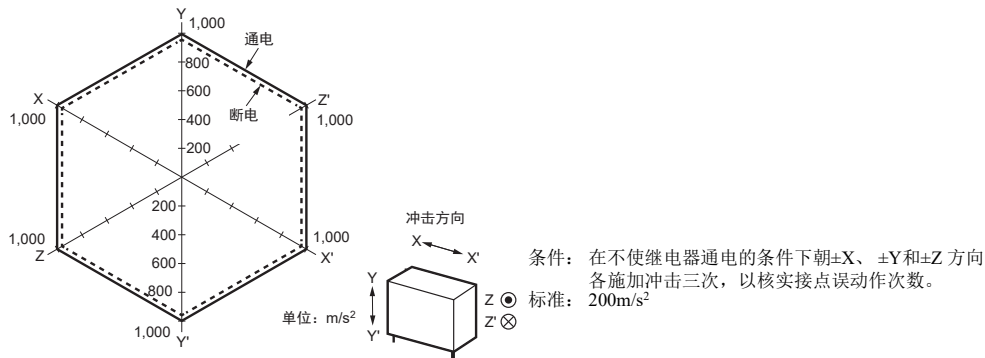 Y
1,000
通电
800
600
断电
X
1,000
Z'
1,000
400
200
200
400
600
800
1,000
Z
1,000
X'
1,000
Y'
冲击方向
X
X'
Y
Y'
Z
Z'
单位：m/s²
条件： 在不使继电器通电的条件下朝±X、 ±Y和±Z 方向
各施加冲击三次，以核实接点误动作次数。
标准： 200m/s²